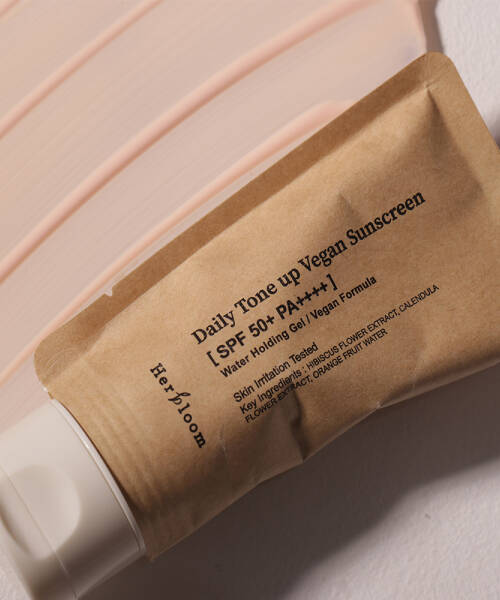 Daily Tone up Vegan Sunscreen
[ SPF 50+ PA++++ ]
Water Holding Gel / Vegan Formula
Skin Irritation Tested
Key Ingredients : HIBISCUS FLOWER EXTRACT, CALENDULA
FLOWER EXTRACT, ORANGE FRUIT WATER
Herbloom